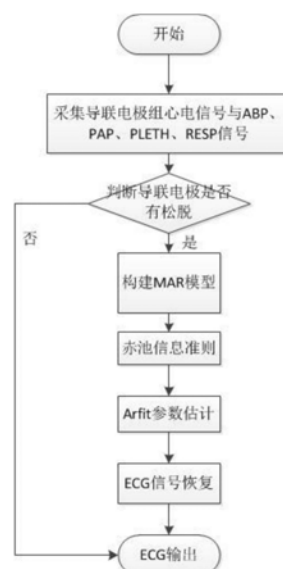 开始
采集导联电极组心电信号与ABP、
PAP、PLETH、RESP信号
判断导联电极是否
有松脱
否
是
构建MAR模型
赤池信息准则
Arfit参数估计
ECG信号恢复
ECG输出